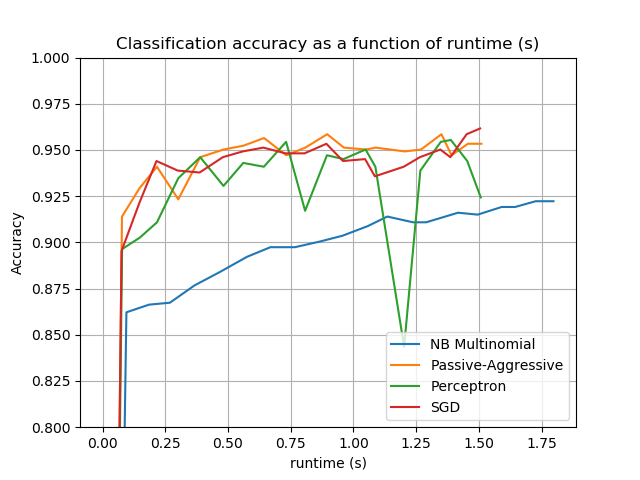 Classification accuracy as a function of runtime (s)
1.000
0.975
0.950
0.925
0.900
0.875
0.850
0.825
0.800
Accuracy
NB Multinomial
Passive-Aggressive
Perceptron
SGD
0.00 0.25 0.50 0.75 1.00 1.25 1.50 1.75
runtime (s)